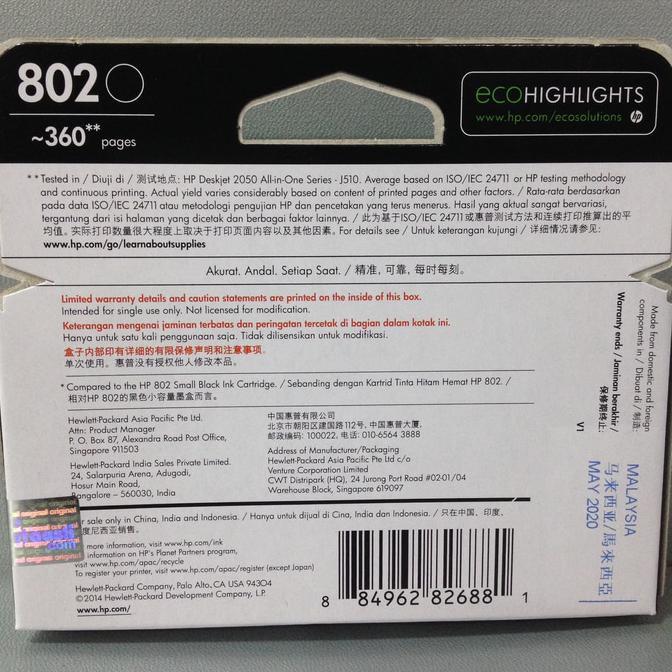 802
~360** pages
ecoHIGHLIGHTS
www.hp.com/ecosolutions hp
**Tested in / Diuji di / 测试地点: HP Deskjet 2050 All-in-One Series - J510. Average based on ISO/IEC 24711 or HP testing methodology
and continuous printing. Actual yield varies considerably based on content of printed pages and other factors. / Rata-rata berdasarkan
pada data ISO/IEC 24711 atau metodologi pengujian HP dan pencetakan yang terus menerus. Hasil yang aktual sangat bervariasi,
tergantung dari isi halaman yang dicetak dan berbagai faktor lainnya. / 此为基于ISO/IEC 24711或惠普测试方法和连续打印推算出的平
均值。实际打印数量很大程度上取决于打印页面内容以及其他因素。For details see / Untuk keterangan kujungi / 详细情况请参见:
www.hp.com/go/learnaboutsupplies
Akurat. Andal. Setiap Saat. / 精准, 可靠, 每时每刻。
Limited warranty details and caution statements are printed on the inside of this box.
Intended for single use only. Not licensed for modification.
Keterangan mengenai jaminan terbatas dan peringatan tercetak di bagian dalam kotak ini.
Hanya untuk satu kali penggunaan saja. Tidak dilisensikan untuk modifikasi.
盒子内部印有详细的有限保修声明和注意事项。
单次使用。惠普没有授权他人修改本品。
*Compared to the HP 802 Small Black Ink Cartridge. / Sebanding dengan Kartrid Tinta Hitam Hemat HP 802. /
相对HP 802的黑色小容量墨盒而言。
Hewlett-Packard Asia Pacific Pte Ltd.
Attn: Product Manager
P. O. Box 87, Alexandra Road Post Office,
Singapore 911503
Hewlett-Packard India Sales Private Limited.
24, Salarpuria Arena, Adugodi,
Hosur Main Road,
Bangalore – 560030, India
中国惠普有限公司
北京市朝阳区建国路112号, 中国惠普大厦,
邮政编码: 100022, 电话: 010-6564 3888
Address of Manufacturer/Packaging
Hewlett-Packard Asia Pacific Pte Ltd c/o
Venture Corporation Limited
CWT Distripark (HQ), 24 Jurong Port Road #02-01/04
Warehouse Block, Singapore 619097
r sale only in China, India and Indonesia. / Hanya untuk dijual di Cina, India dan Indonesia. / 只在中国、印度、
度尼西亚销售。
more information, visit www.hp.com/ink
information on HP's Planet Partners program,
visit www.hp.com/apac/recycle
To register your printer, visit www.hp.com/apac/register (except Japan)
Hewlett-Packard Company, Palo Alto, CA USA 94304
©2014 Hewlett-Packard Development Company, L.P.
www.hp.com/
8 84962 82688 1
Made from domestic and foreign
components in / Dibuat di / 制造:
Warranty ends / Jaminan berakhir /
保修期终止:
V1
MALAYSIA
马来西亚/馬來西亞
MAY 2020
original original
.com